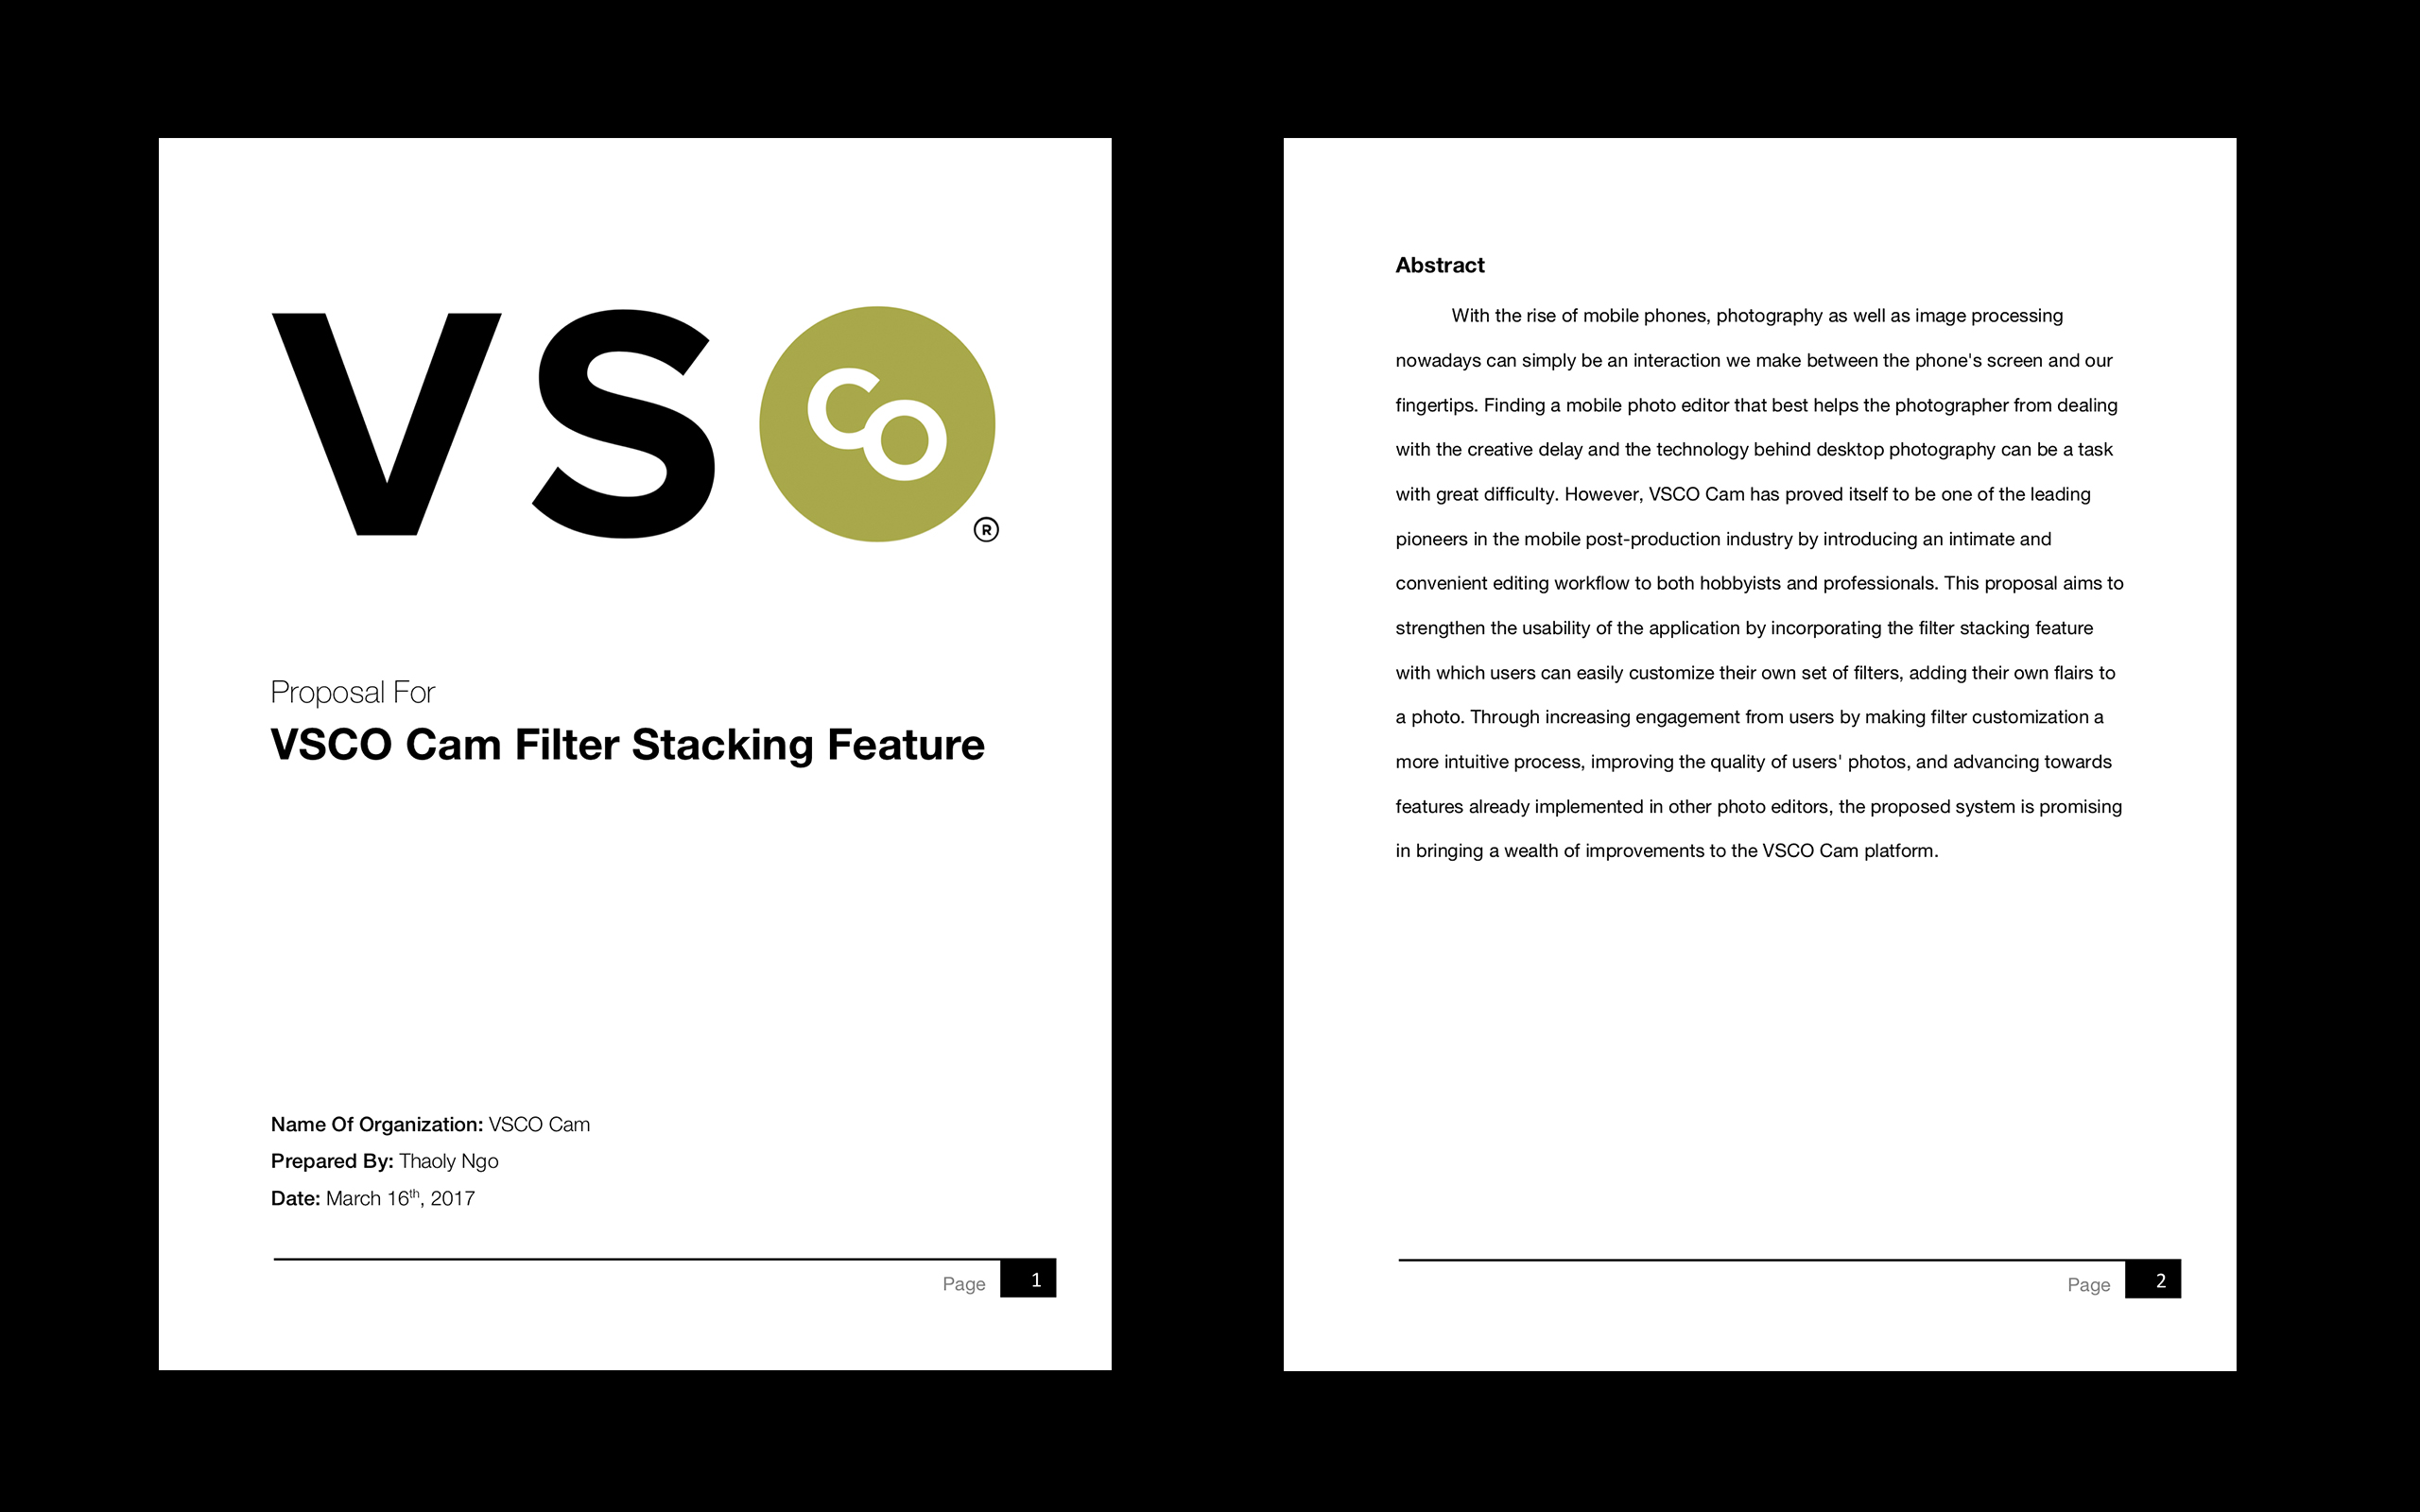 VSCO®
Proposal For
VSCO Cam Filter Stacking Feature
Name Of Organization: VSCO Cam
Prepared By: Thaoly Ngo
Date: March 16th, 2017
Page 1
Abstract
With the rise of mobile phones, photography as well as image processing
nowadays can simply be an interaction we make between the phone's screen and our
fingertips. Finding a mobile photo editor that best helps the photographer from dealing
with the creative delay and the technology behind desktop photography can be a task
with great difficulty. However, VSCO Cam has proved itself to be one of the leading
pioneers in the mobile post-production industry by introducing an intimate and
convenient editing workflow to both hobbyists and professionals. This proposal aims to
strengthen the usability of the application by incorporating the filter stacking feature
with which users can easily customize their own set of filters, adding their own flairs to
a photo. Through increasing engagement from users by making filter customization a
more intuitive process, improving the quality of users' photos, and advancing towards
features already implemented in other photo editors, the proposed system is promising
in bringing a wealth of improvements to the VSCO Cam platform.
Page 2